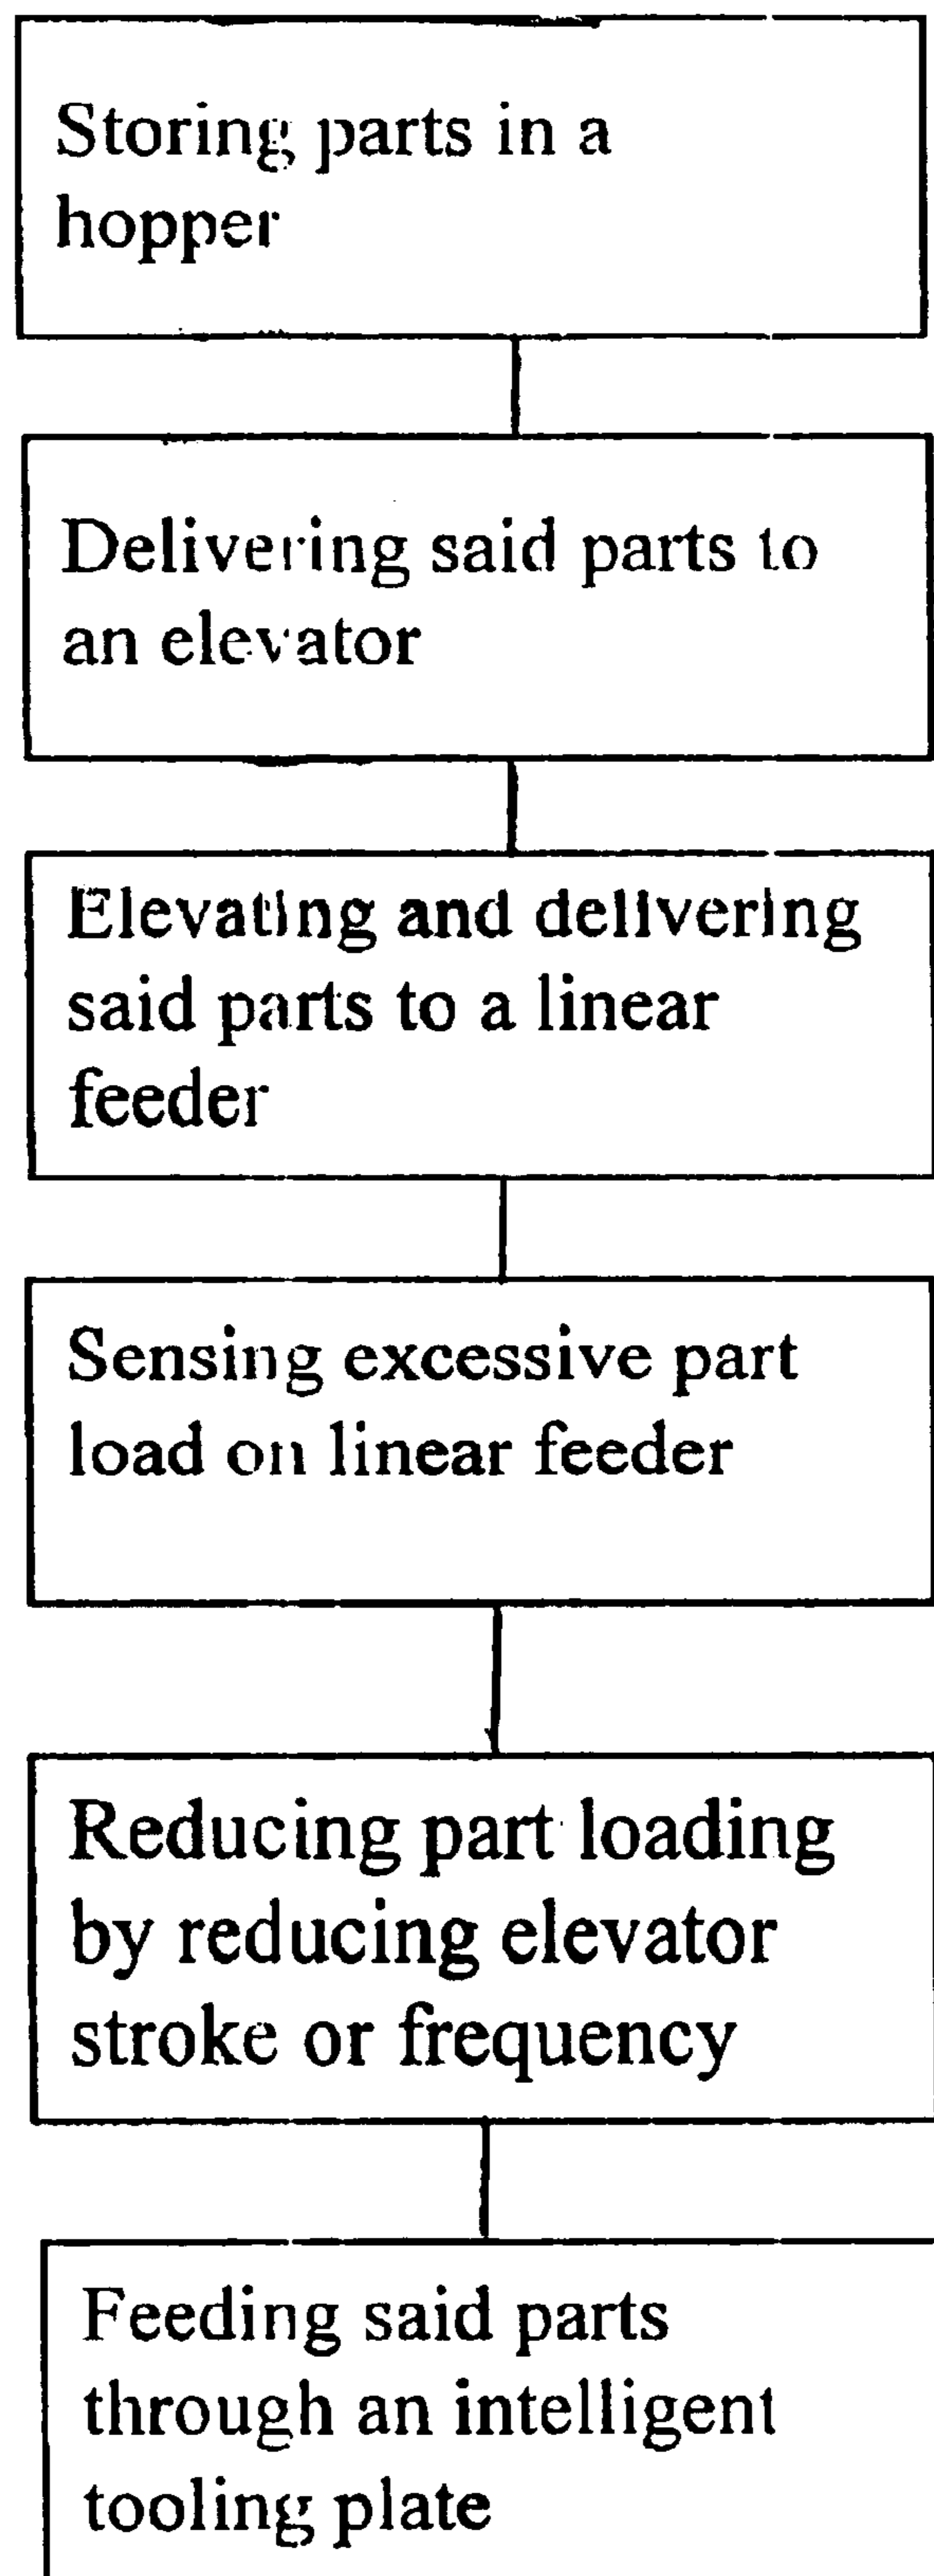 Storing parts in a
hopper
Delivering said parts to
an elevator
Elevating and delivering
said parts to a linear
feeder
Sensing excessive part
load on linear feeder
Reducing part loading
by reducing elevator
stroke or frequency
Feeding said parts
through an intelligent
tooling plate